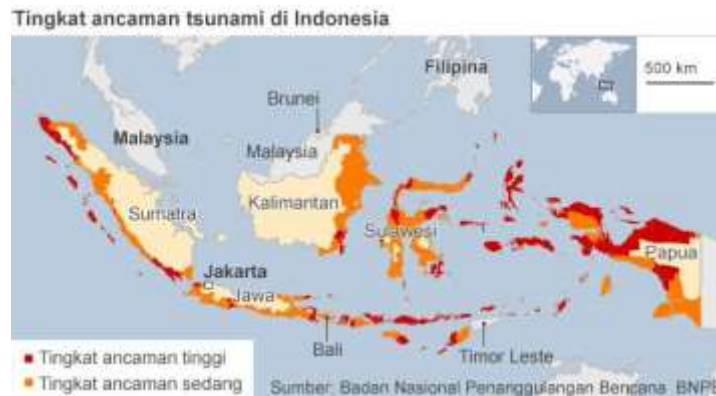 Tingkat ancaman tsunami di Indonesia
Filipina
500 km
Brunei
Malaysia
Malaysia
Kalimantan
Sumatra
Sulawesi
Papua
Jakarta
Jawa
Bali
Timor Leste
Tingkat ancaman tinggi
Tingkat ancaman sedang
Sumber: Badan Nasional Penanggulangan Bencana BNPB